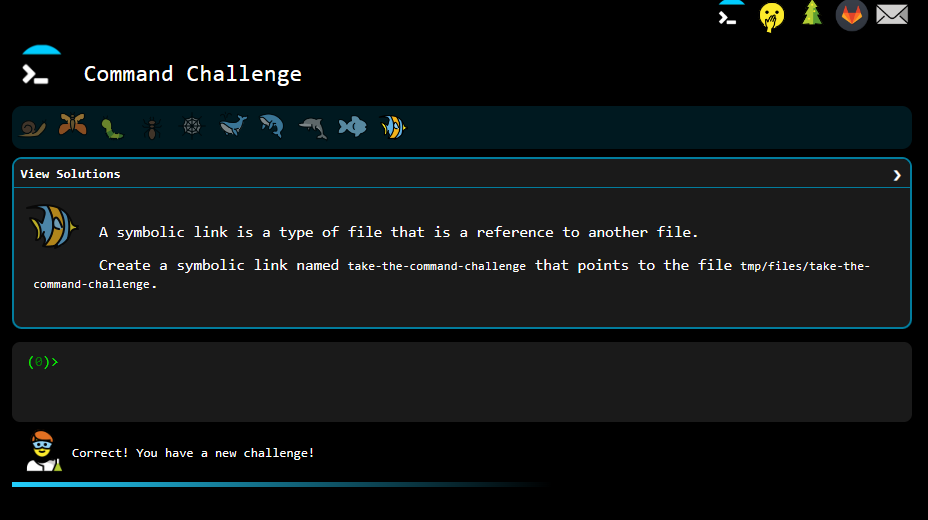 Command Challenge
View Solutions
❯
A symbolic link is a type of file that is a reference to another file.
Create a symbolic link named take-the-command-challenge that points to the file tmp/files/take-the-
command-challenge.
(0)>
Correct! You have a new challenge!